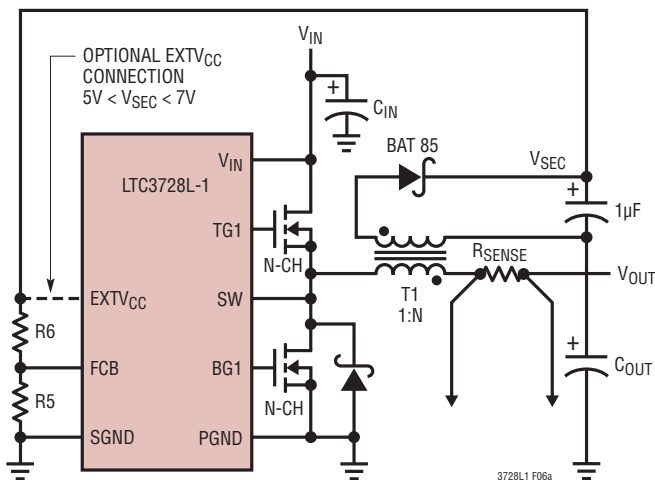 OPTIONAL EXTVCC
CONNECTION
5V < VSEC < 7V
VIN
+
CIN
BAT 85
VSEC
+
1µF
VIN
LTC3728L-1
TG1
N-CH
RSENSE
VOUT
T1
1:N
EXTVCC
SW
R6
FCB
BG1
+
COUT
R5
N-CH
SGND
PGND
3728L1 F06a